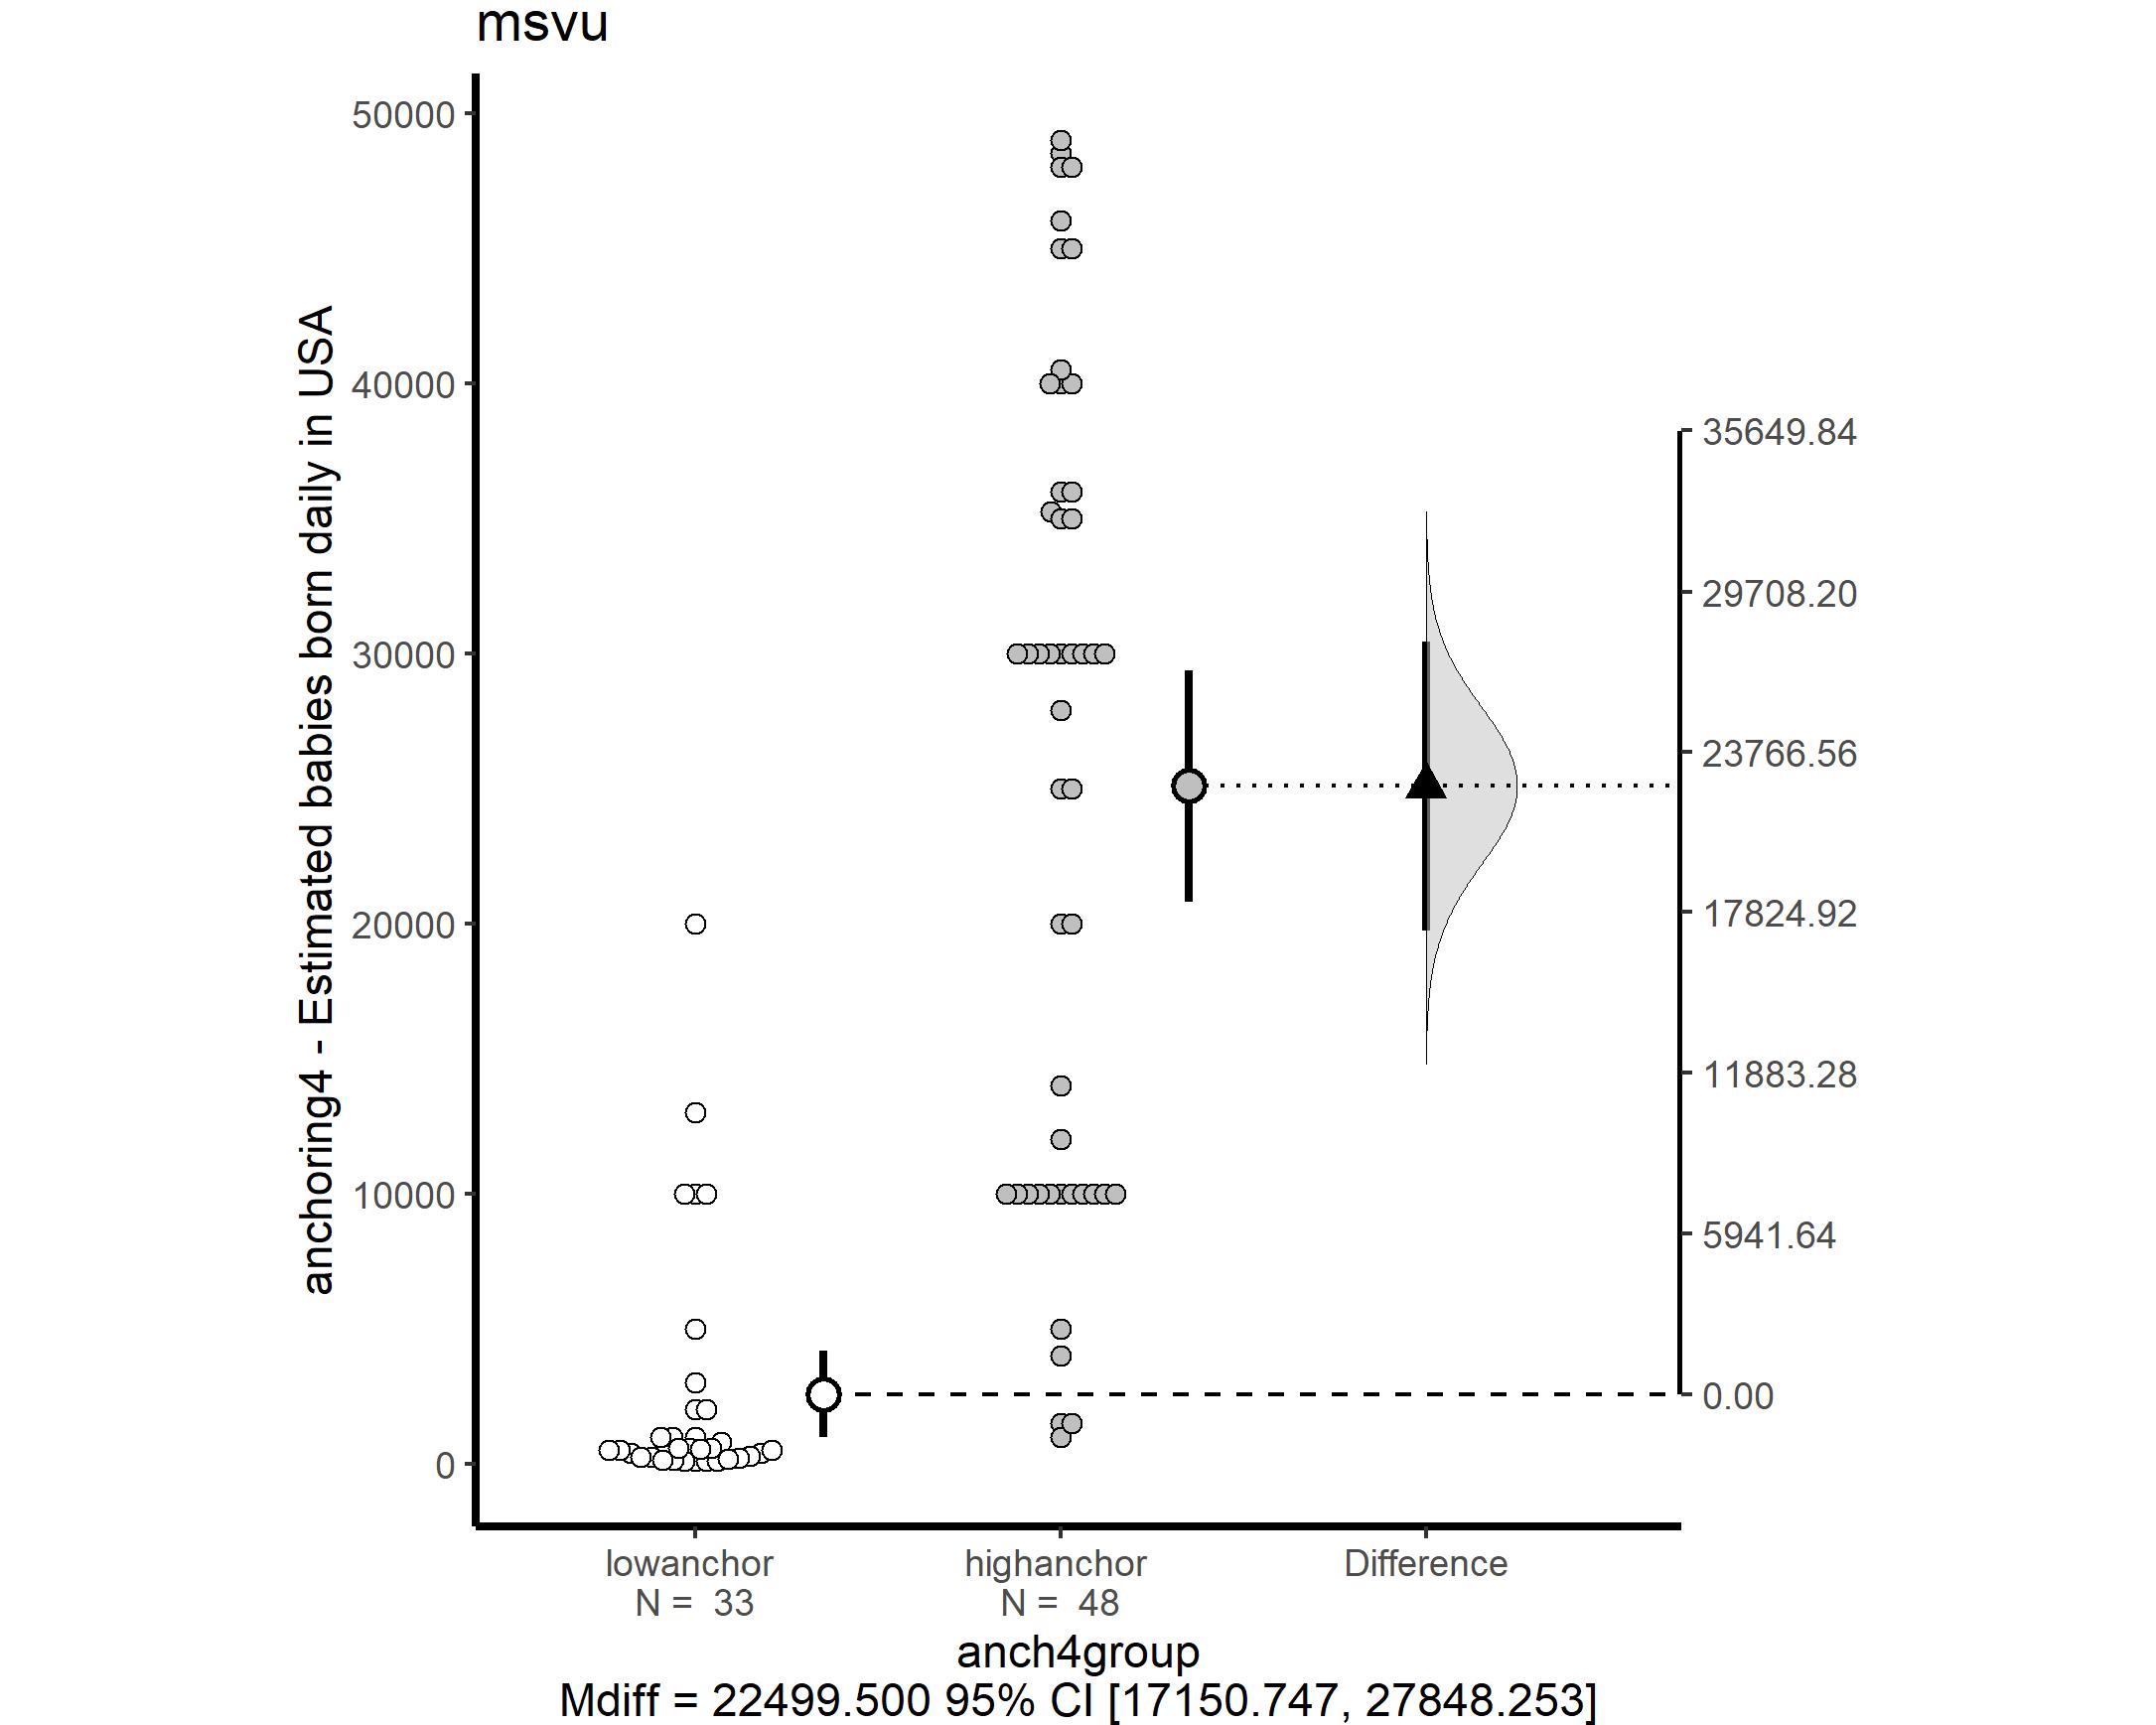 msvu
anchoring4 - Estimated babies born daily in USA
50000
40000
30000
20000
10000
0
35649.84
29708.20
23766.56
17824.92
11883.28
5941.64
0.00
lowanchor
N =  33
highanchor
N =  48
Difference
anch4group
Mdiff = 22499.500 95% CI [17150.747, 27848.253]